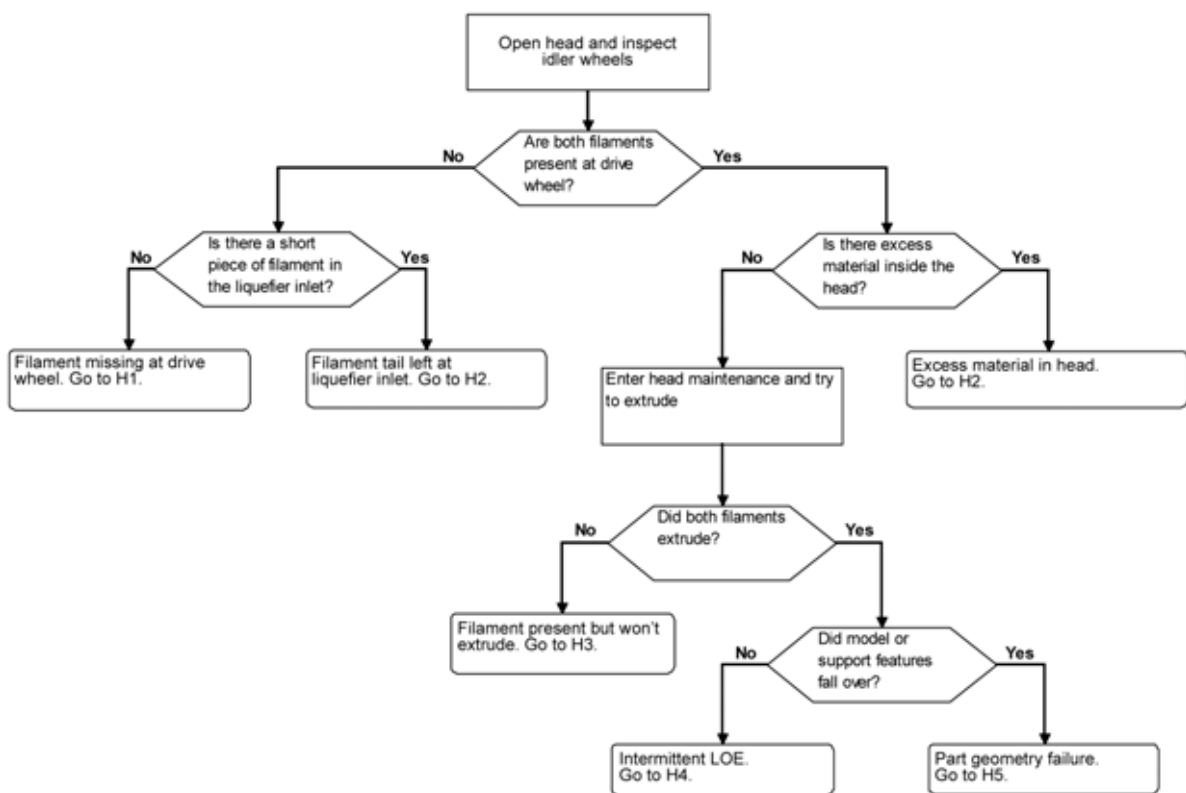 Open head and inspect
idler wheels
Are both filaments
present at drive
wheel?
No
Yes
Is there a short
piece of filament in
the liquefier inlet?
No
Yes
Is there excess
material inside the
head?
No
Yes
Filament missing at drive
wheel. Go to H1.
Filament tail left at
liquefier inlet. Go to H2.
Enter head maintenance and try
to extrude
Excess material in head.
Go to H2.
Did both filaments
extrude?
No
Yes
Filament present but won't
extrude. Go to H3.
Did model or
support features
fall over?
No
Yes
Intermittent LOE.
Go to H4.
Part geometry failure.
Go to H5.